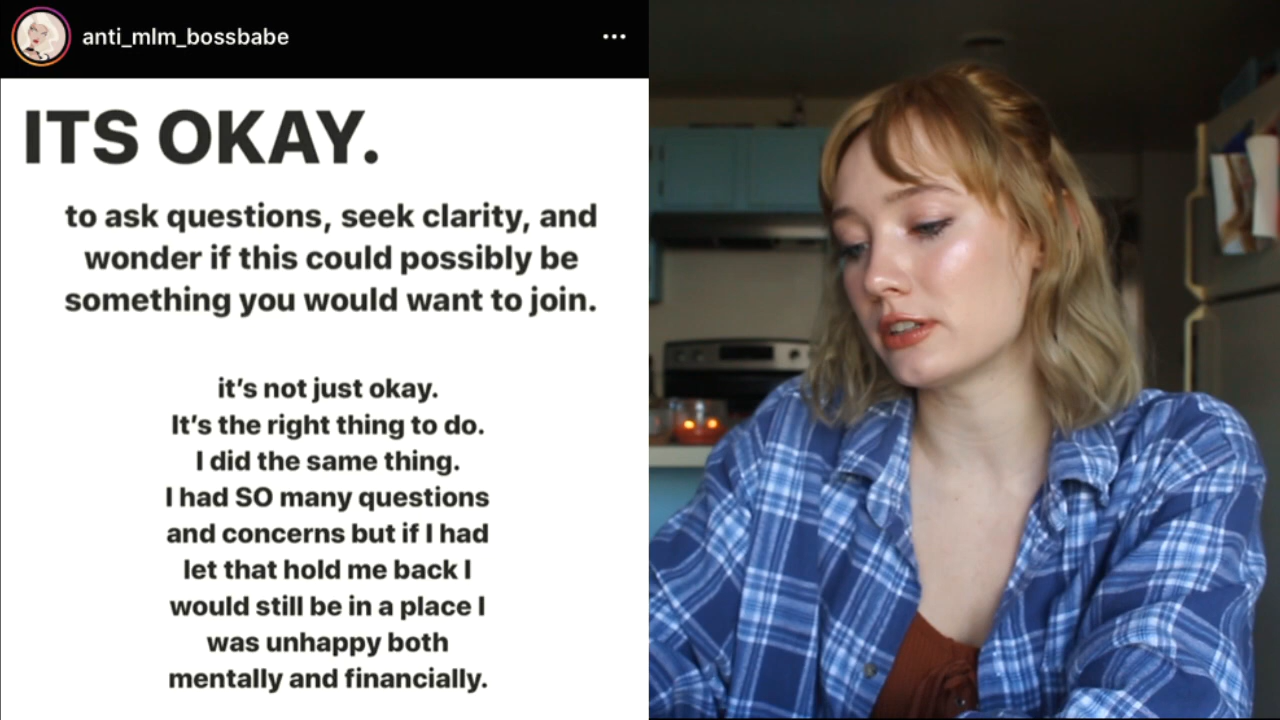 anti_mlm_bossbabe
ITS OKAY.
to ask questions, seek clarity, and
wonder if this could possibly be
something you would want to join.
it’s not just okay.
It’s the right thing to do.
I did the same thing.
I had SO many questions
and concerns but if I had
let that hold me back I
would still be in a place I
was unhappy both
mentally and financially.